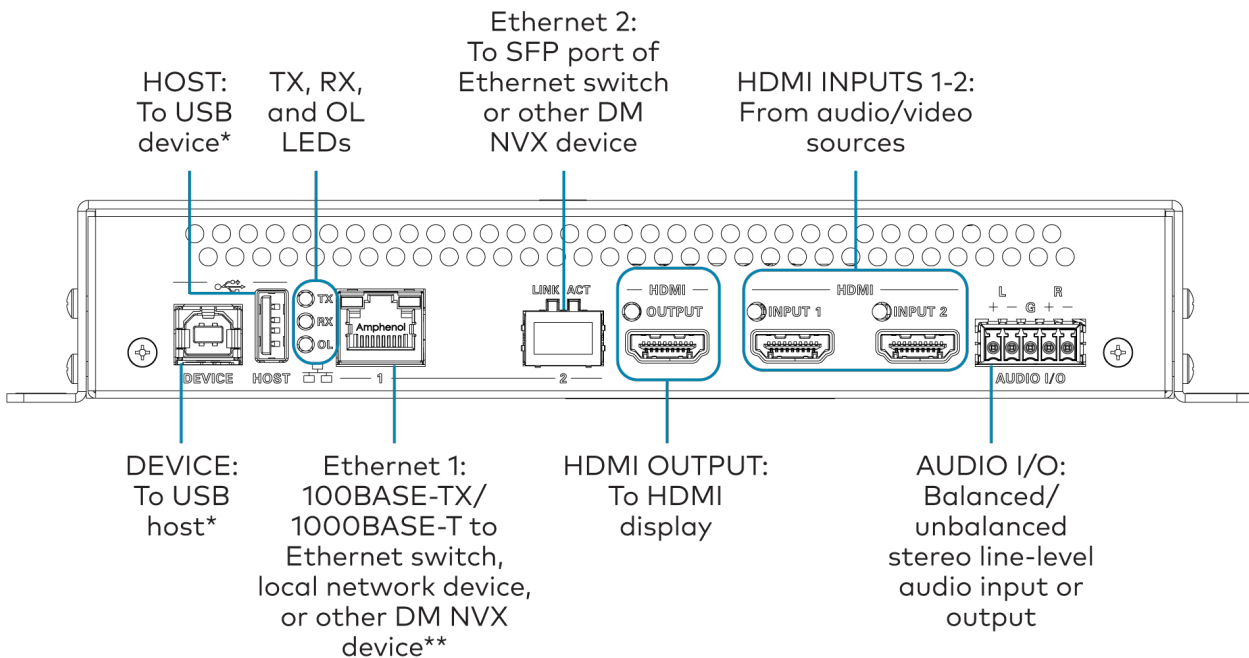 Ethernet 2:
To SFP port of
Ethernet switch
or other DM
NVX device
HOST:
To USB
device*
TX, RX,
and OL
LEDs
HDMI INPUTS 1-2:
From audio/video
sources
TX
RX
OL
Amphenol
LINK ACT
HDMI
OUTPUT
HDMI
INPUT 1
INPUT 2
L R
+ - G + -
DEVICE
HOST
1
2
AUDIO I/O
DEVICE:
To USB
host*
Ethernet 1:
100BASE-TX/
1000BASE-T to
Ethernet switch,
local network device,
or other DM NVX
device**
HDMI OUTPUT:
To HDMI
display
AUDIO I/O:
Balanced/
unbalanced
stereo line-level
audio input or
output